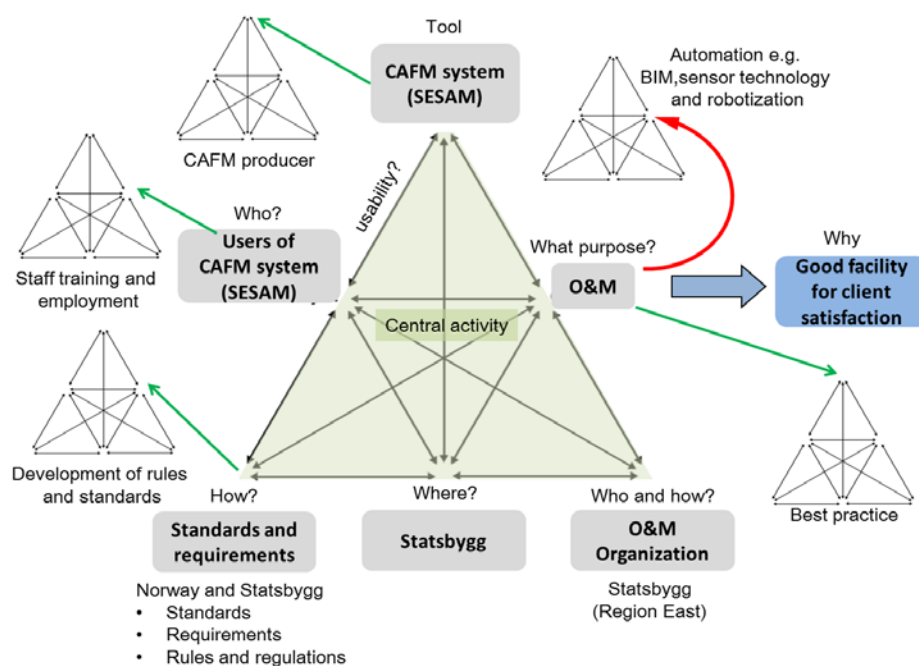 Tool
CAFM system
(SESAM)
Automation e.g.
BIM,sensor technology
and robotization
CAFM producer
usability?
Who?
Users of
CAFM system
(SESAM)
Staff training and
employment
What purpose?
O&M
Why
Good facility
for client
satisfaction
Central activity
Development of rules
and standards
How?
Standards and
requirements
Where?
Statsbygg
Who and how?
O&M
Organization
Best practice
Norway and Statsbygg
• Standards
• Requirements
• Rules and regulations
Statsbygg
(Region East)